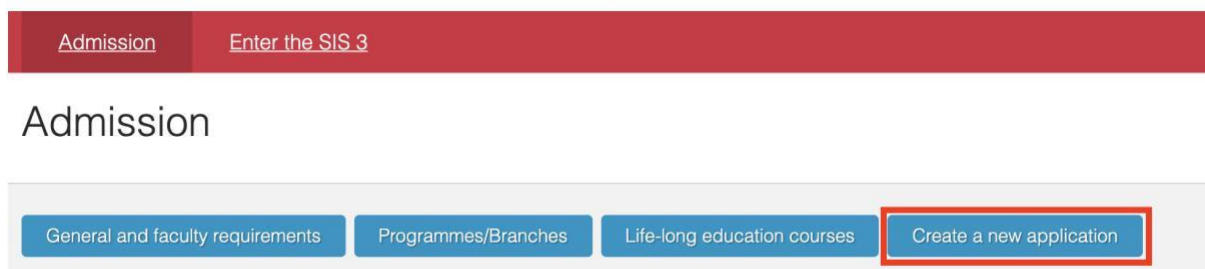 Admission Enter the SIS 3
Admission
General and faculty requirements Programmes/Branches Life-long education courses Create a new application